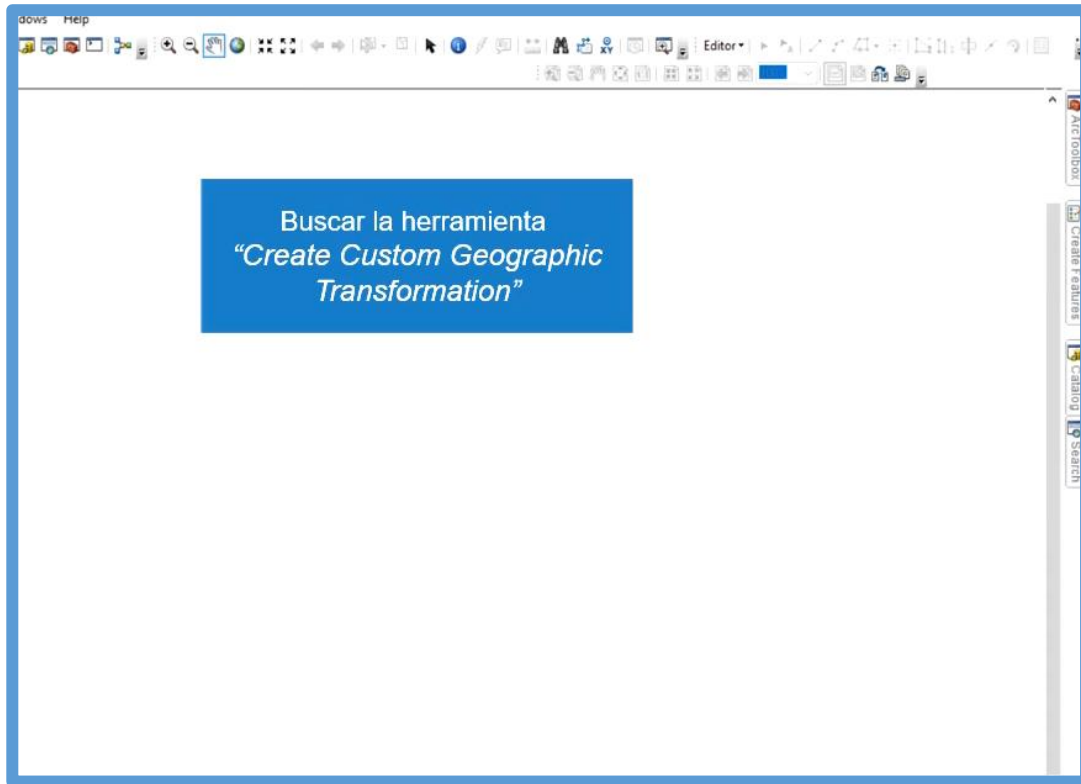 dows Help
Editor
Buscar la herramienta
“Create Custom Geographic
Transformation”
ArcToolbox
Create Features
Catalog
Search